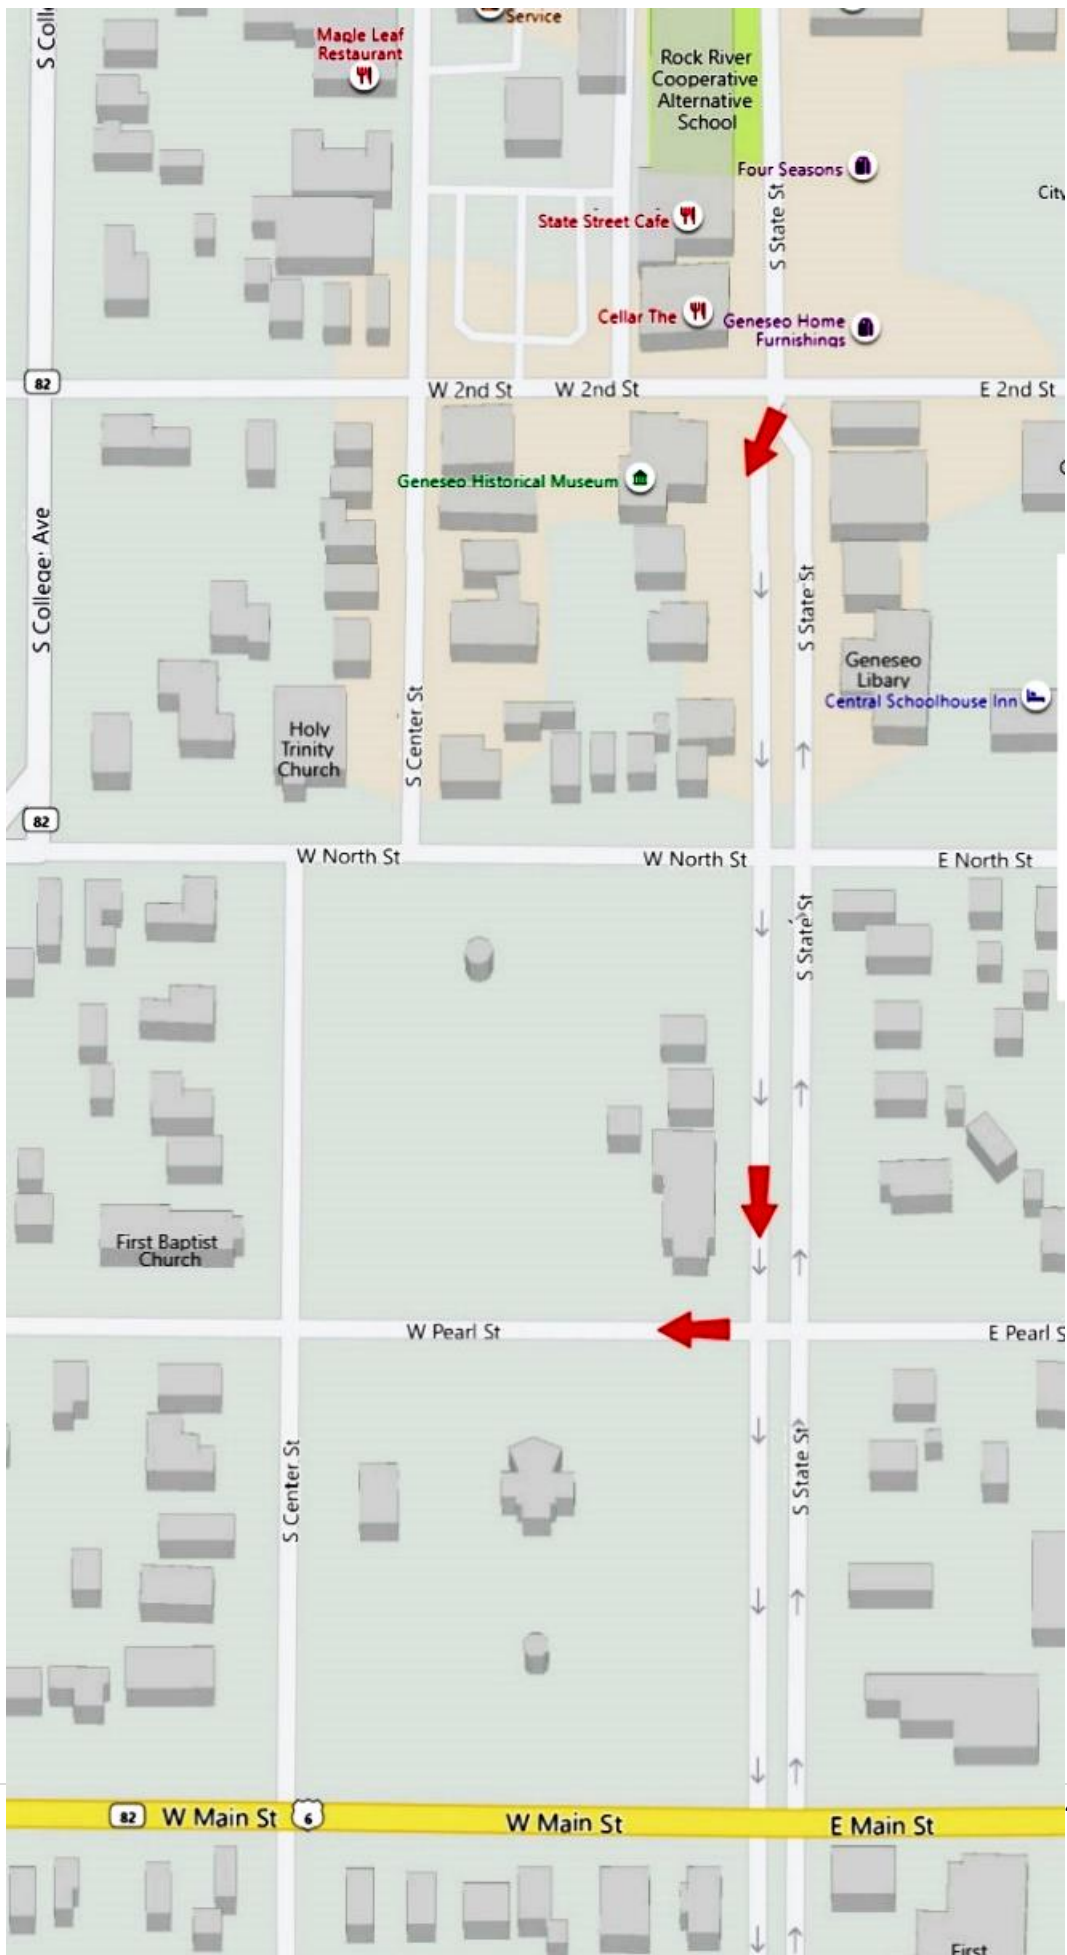 S Coll
Service
Maple Leaf
Restaurant
Rock River
Cooperative
Alternative
School
Four Seasons
City
State Street Cafe
S State St
Cellar The
Geneseo Home
Furnishings
82
W 2nd St
W 2nd St
E 2nd St
Geneseo Historical Museum
S College Ave
S State St
Geneseo
Libary
Central Schoolhouse Inn
S Center St
Holy
Trinity
Church
82
W North St
W North St
E North St
S State St
First Baptist
Church
W Pearl St
E Pearl S
S Center St
S State St
82
W Main St
6
W Main St
E Main St
First